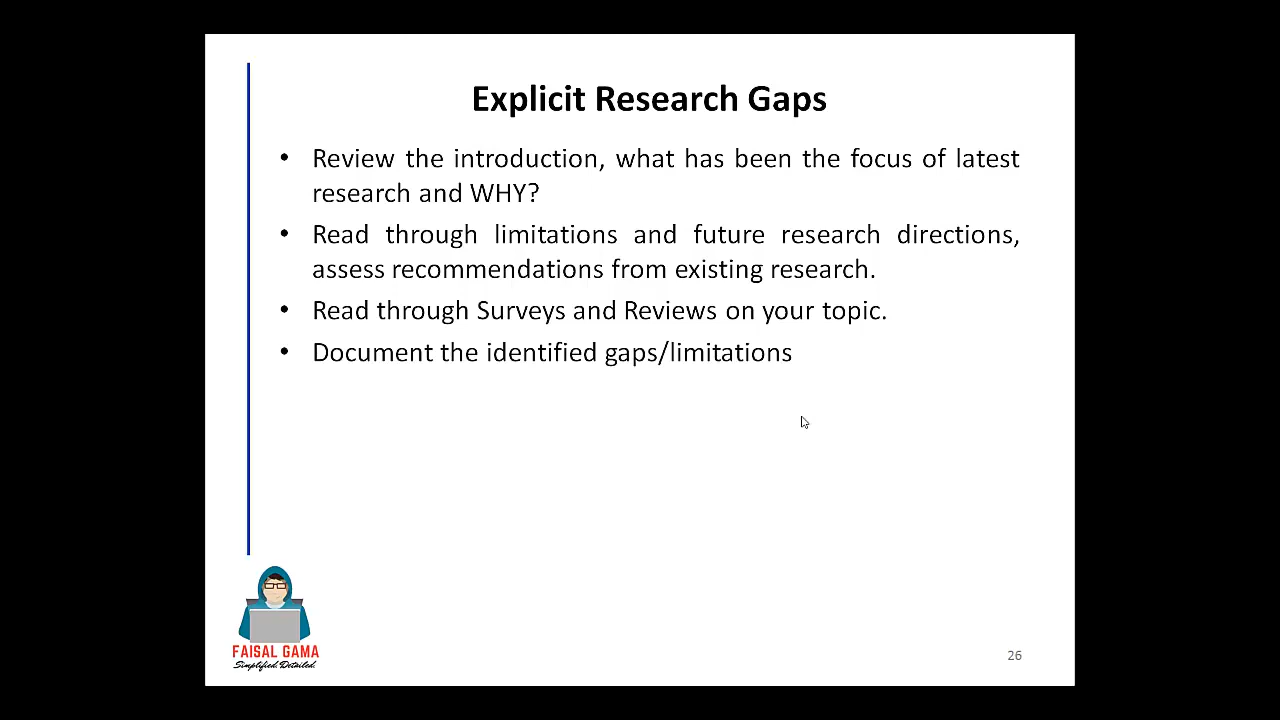 Explicit Research Gaps
• Review the introduction, what has been the focus of latest
research and WHY?
• Read through limitations and future research directions,
assess recommendations from existing research.
• Read through Surveys and Reviews on your topic.
• Document the identified gaps/limitations
FAISAL GAMA
Simplified. Detailed.
26